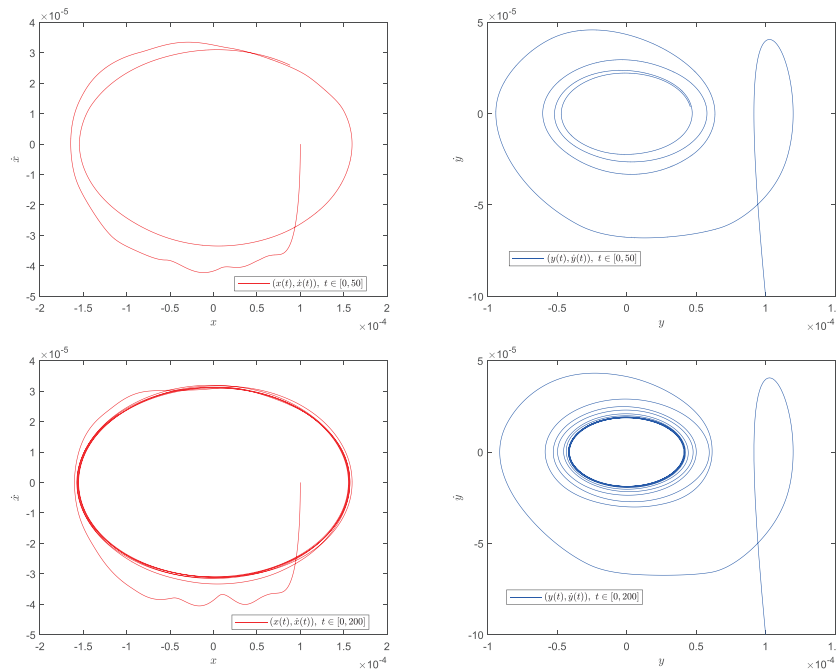 ×10⁻⁵
4
3
2
1
0
-1
-2
-3
-4
-5
ẋ
(x(t), ẋ(t)), t ∈ [0, 50]
-2 -1.5 -1 -0.5 0 0.5 1 1.5 2
x
×10⁻⁴
×10⁻⁵
5
0
-5
-10
ẏ
(y(t), ẏ(t)), t ∈ [0, 50]
-1 -0.5 0 0.5 1 1.
y
×10⁻⁴
×10⁻⁵
4
3
2
1
0
-1
-2
-3
-4
-5
ẋ
(x(t), ẋ(t)), t ∈ [0, 200]
-2 -1.5 -1 -0.5 0 0.5 1 1.5 2
x
×10⁻⁴
×10⁻⁵
5
0
-5
-10
ẏ
(y(t), ẏ(t)), t ∈ [0, 200]
-1 -0.5 0 0.5 1 1.
y
×10⁻⁴